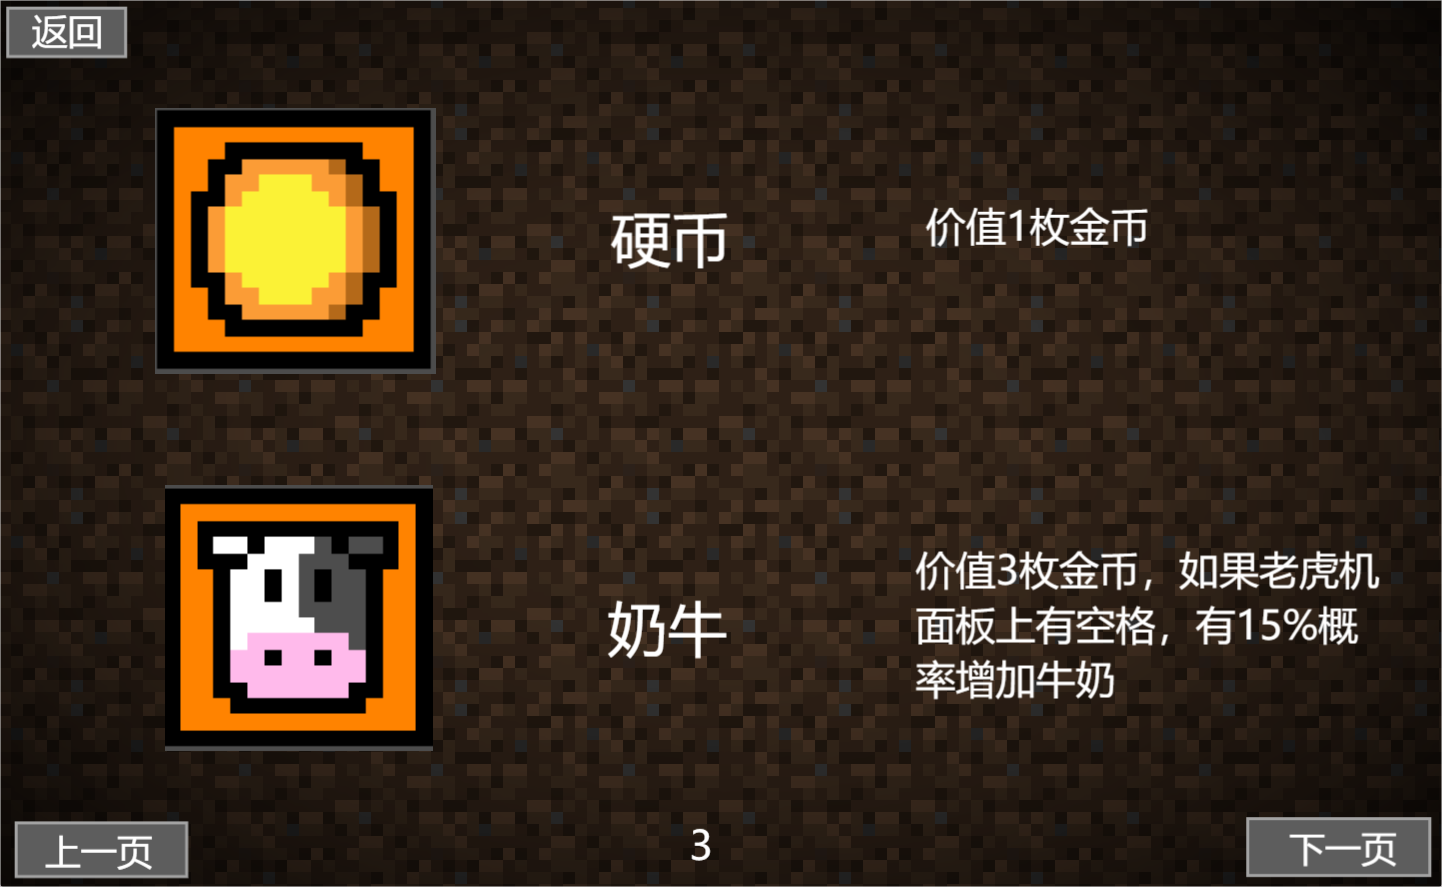 返回
硬币
价值1枚金币
奶牛
价值3枚金币，如果老虎机
面板上有空格，有15%概
率增加牛奶
上一页
3
下一页